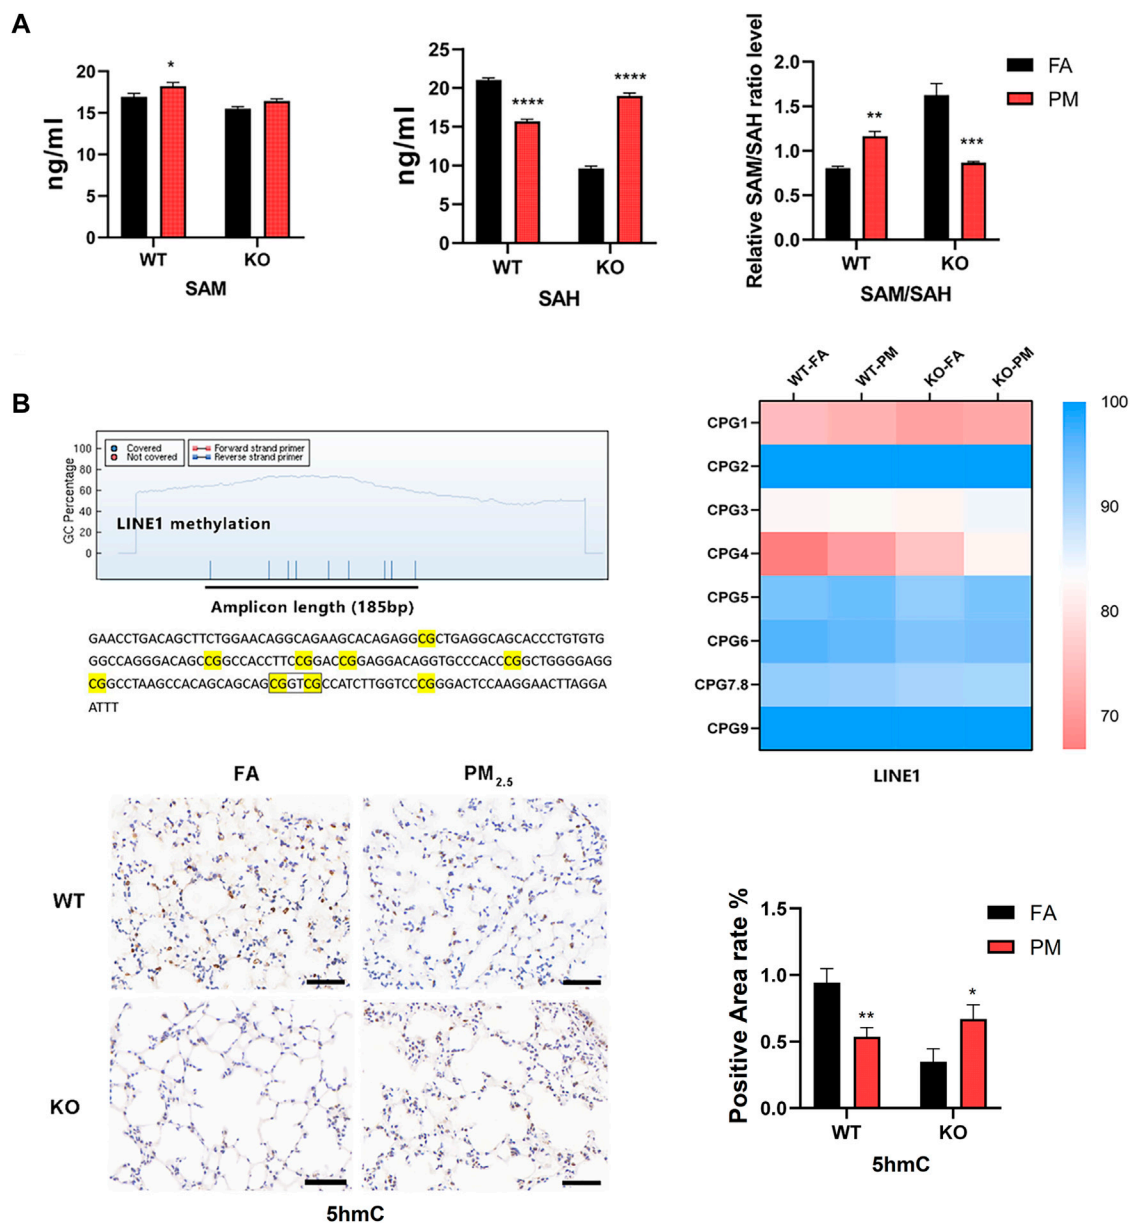 A
ng/ml
20
15
10
5
0
WT
KO
SAM
*
ng/ml
25
20
15
10
5
0
WT
KO
SAH
****
****
Relative SAM/SAH ratio level
2.0
1.5
1.0
0.5
0.0
WT
KO
SAM/SAH
**
***
FA
PM
B
GC Percentage
100
80
60
40
20
0
Covered
Not covered
Forward strand primer
Reverse strand primer
LINE1 methylation
Amplicon length (185bp)
GAACCTGACAGCTTCTGGAACAGGCAGAAGCACAGAGGCGCTGAGGCAGCACCCTGTGTG
GGCCAGGGACAGCCGGCCACCTTCCGGACCGGAGGACAGGTGCCCACCCGGCTGGGGAGG
CGGCCTAAGCCACAGCAGCAGCGGTCGCCATCTTGGTCCCGGGACTCCAAGGAACTTAGGA
ATTT
WT-FA
WT-PM
KO-FA
KO-PM
CPG1
CPG2
CPG3
CPG4
CPG5
CPG6
CPG7.8
CPG9
100
90
80
70
LINE1
FA
PM2.5
WT
KO
5hmC
Positive Area rate %
1.5
1.0
0.5
0.0
WT
KO
5hmC
**
*
FA
PM